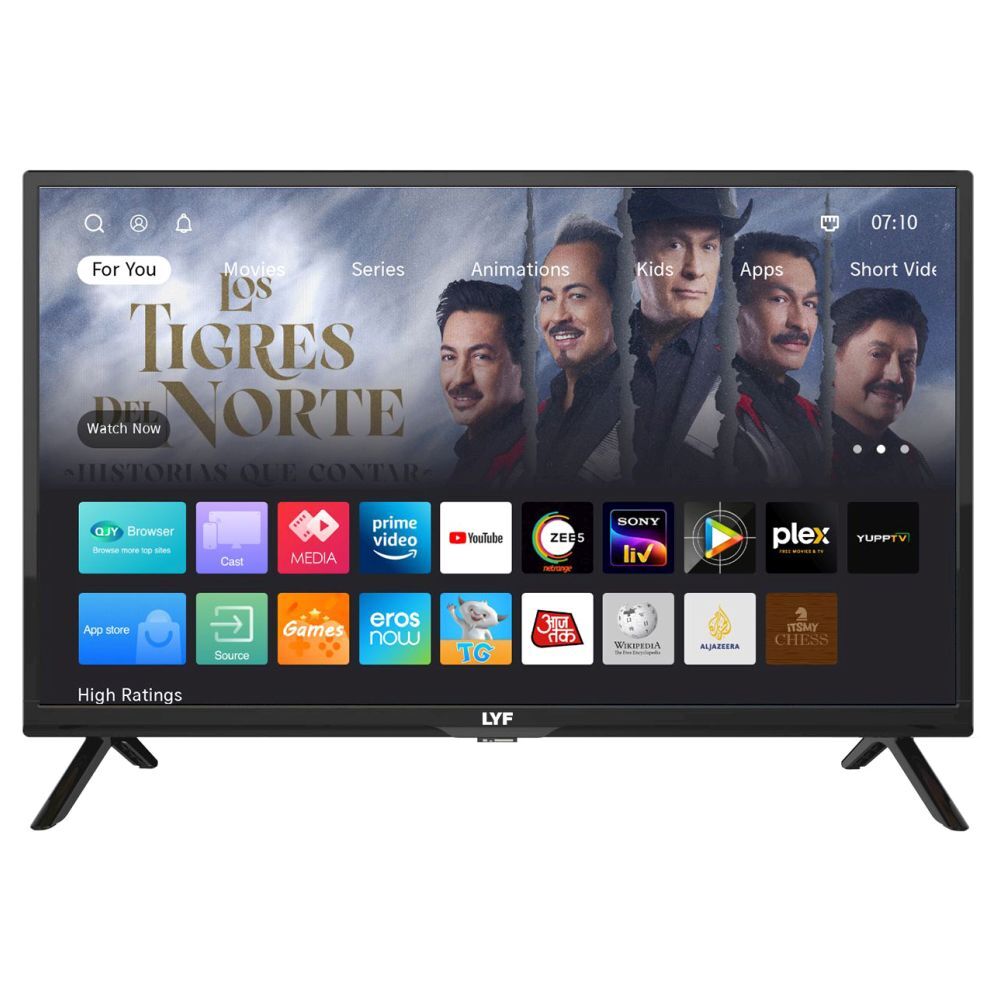 07:10
For You
Movies
Series
Animations
Kids
Apps
Short Vide
LOS
TIGRES
DEL NORTE
Watch Now
HISTORIAS QUE CONTAR
QJY Browser
Browse more top sites
Cast
MEDIA
prime
video
YouTube
ZEE5
netrange
SONY
liv
plex
FREE MOVIES & TV
YUPPTV
App store
Source
Games
eros
now
TG
आज
तक
WIKIPEDIA
The Free Encyclopedia
ALJAZEERA
ITSMY
CHESS
High Ratings
LYF